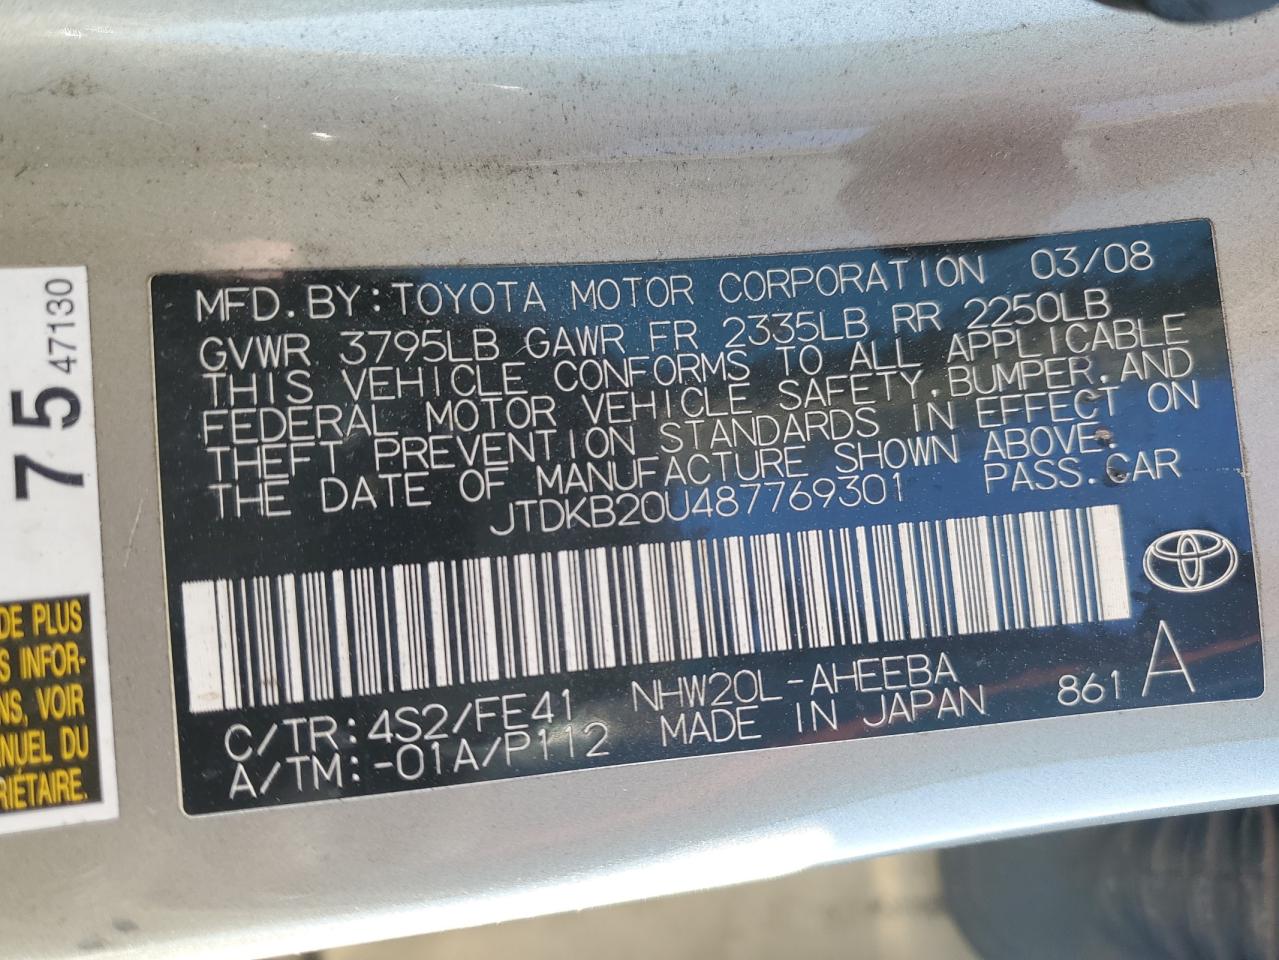 MFD.BY:TOYOTA MOTOR CORPORATION 03/08
GVWR 3795LB GAWR FR 2335LB RR 2250LB
THIS VEHICLE CONFORMS TO ALL APPLICABLE
FEDERAL MOTOR VEHICLE SAFETY,BUMPER,AND
THEFT PREVENTION STANDARDS IN EFFECT ON
THE DATE OF MANUFACTURE SHOWN ABOVE.
JTDKB20U487769301 PASS.CAR
C/TR:4S2/FE41 NHW20L-AHEEBA 861 A
A/TM:-01A/P112 MADE IN JAPAN
75
47130
DE PLUS
S INFOR-
NS, VOIR
ANUEL DU
RIÉTAIRE.